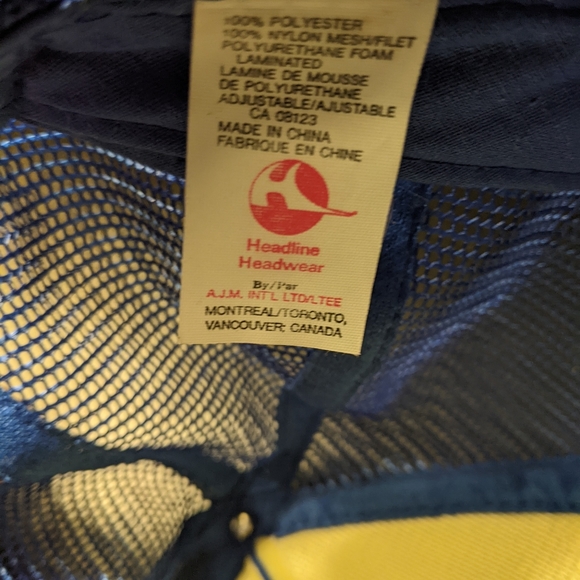 100% POLYESTER
100% NYLON MESH/FILET
POLYURETHANE FOAM
LAMINATED
LAMINE DE MOUSSE
DE POLYURETHANE
ADJUSTABLE/AJUSTABLE
CA 08123
MADE IN CHINA
FABRIQUE EN CHINE
Headline
Headwear
By/Par
A.J.M. INT'L LTD/LTEE
MONTREAL/TORONTO,
VANCOUVER: CANADA